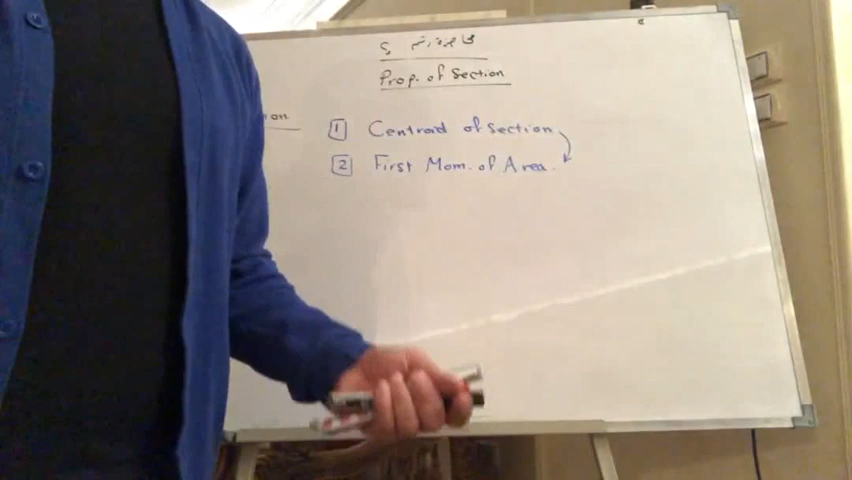 Prop. of Section
1 Centroid of Section
2 First Mom. of Area.